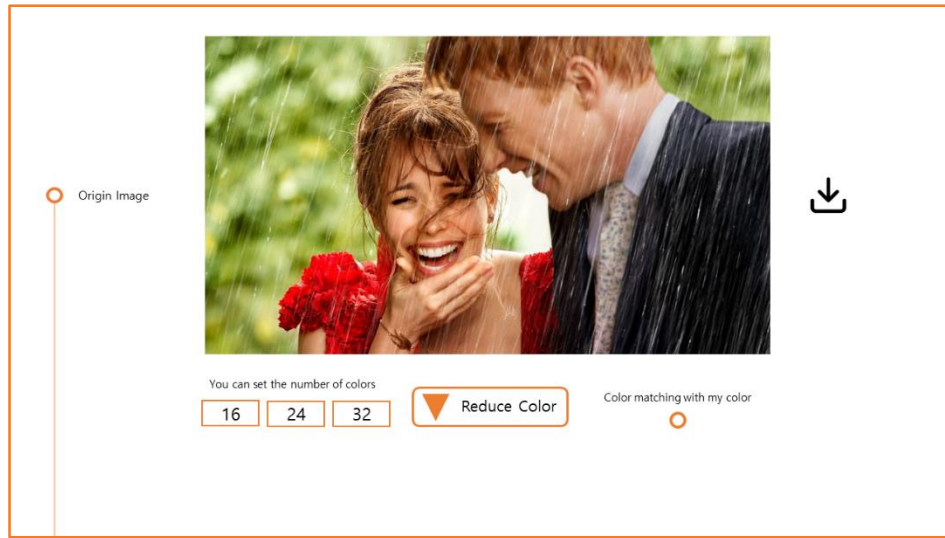 Origin Image
You can set the number of colors
16 24 32
Reduce Color
Color matching with my color